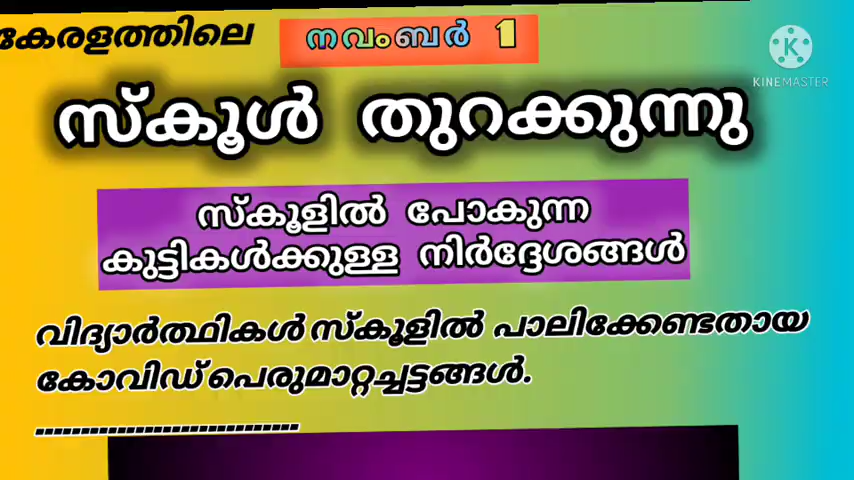 കേരളത്തിലെ നവംബർ 1
KINEMASTER
സ്കൂൾ തുറക്കുന്നു
സ്കൂളിൽ പോകുന്ന
കുട്ടികൾക്കുള്ള നിർദ്ദേശങ്ങൾ
വിദ്യാർത്ഥികൾ സ്കൂളിൽ പാലിക്കേണ്ടതായ
കോവിഡ് പെരുമാറ്റച്ചട്ടങ്ങൾ.
------------------------------